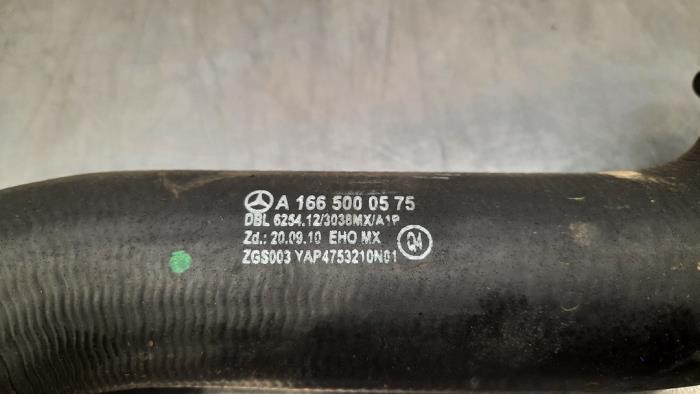 A 166 500 05 75
DBL 6254.12/3038MX/A1P
Zd.: 20.09.10 EHO MX
Q4
ZGS003 YAP4753210N01